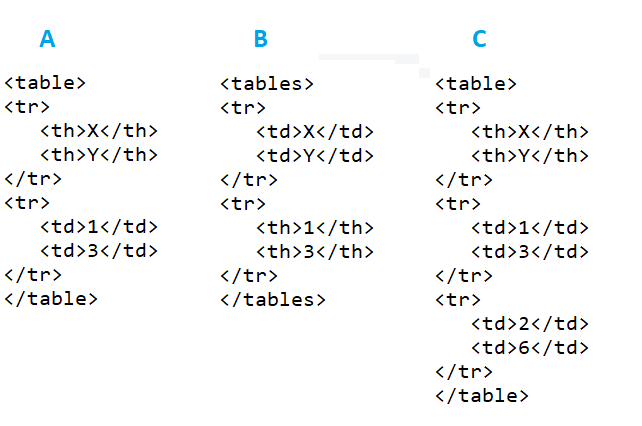 A
<table>
<tr>
<th>X</th>
<th>Y</th>
</tr>
<tr>
<td>1</td>
<td>3</td>
</tr>
</table>
B
<tables>
<tr>
<td>X</td>
<td>Y</td>
</tr>
<tr>
<th>1</th>
<th>3</th>
</tr>
</tables>
C
<table>
<tr>
<th>X</th>
<th>Y</th>
</tr>
<tr>
<td>1</td>
<td>3</td>
</tr>
<tr>
<td>2</td>
<td>6</td>
</tr>
</table>